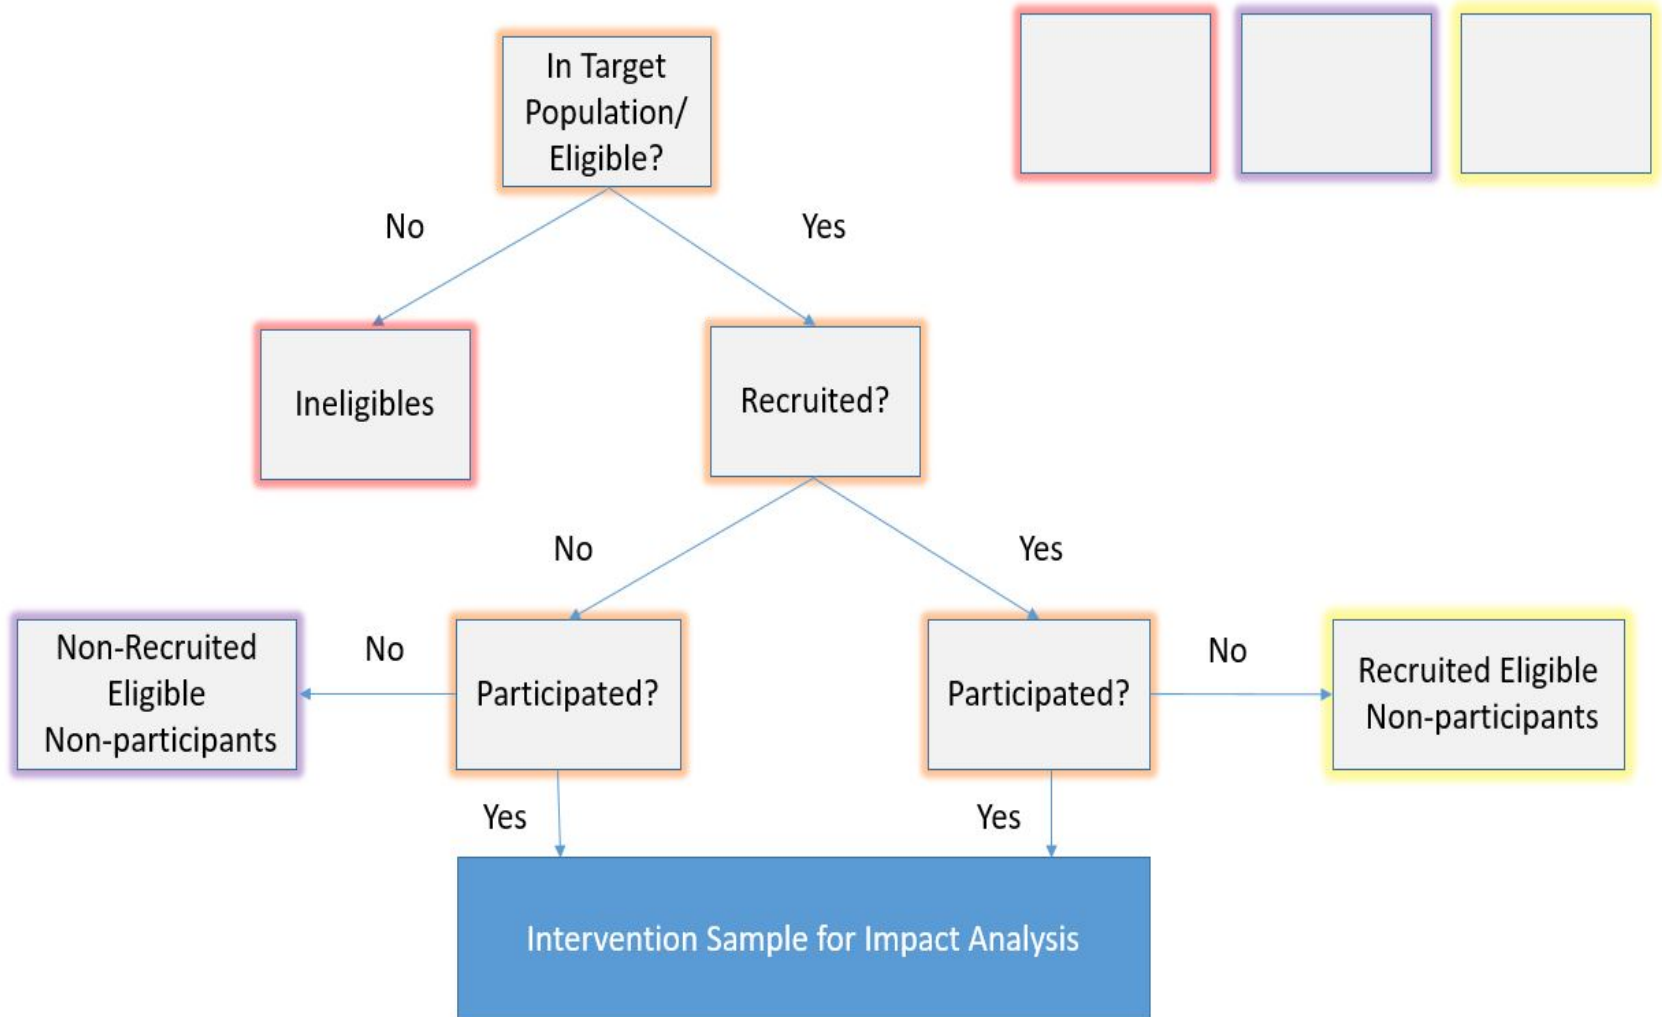 In Target
Population/
Eligible?
No
Yes
Ineligibles
Recruited?
No
Yes
Non-Recruited
Eligible
Non-participants
No
Participated?
Participated?
No
Recruited Eligible
Non-participants
Yes
Yes
Intervention Sample for Impact Analysis